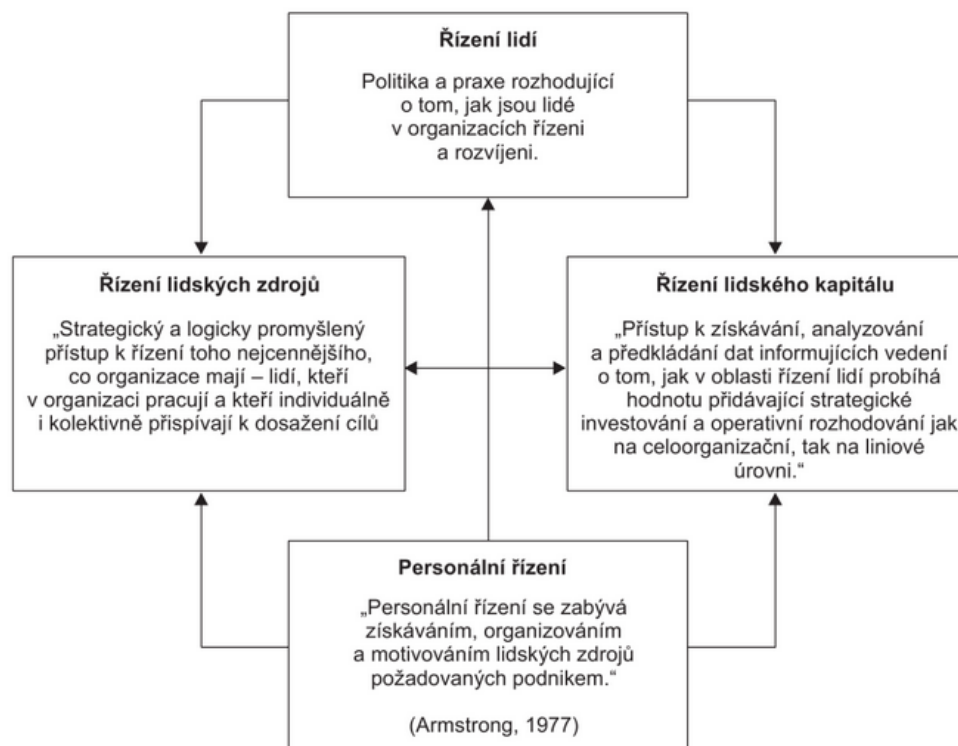 Řízení lidí
Politika a praxe rozhodující
o tom, jak jsou lidé
v organizacích řízeni
a rozvíjeni.
Řízení lidských zdrojů
„Strategický a logicky promyšlený
přístup k řízení toho nejcennějšího,
co organizace mají – lidí, kteří
v organizaci pracují a kteří individuálně
i kolektivně přispívají k dosažení cílů
Řízení lidského kapitálu
„Přístup k získávání, analyzování
a předkládání dat informujících vedení
o tom, jak v oblasti řízení lidí probíhá
hodnotu přidávající strategické
investování a operativní rozhodování jak
na celoorganizační, tak na liniové
úrovni.“
Personální řízení
„Personální řízení se zabývá
získáváním, organizováním
a motivováním lidských zdrojů
požadovaných podnikem.“
(Armstrong, 1977)